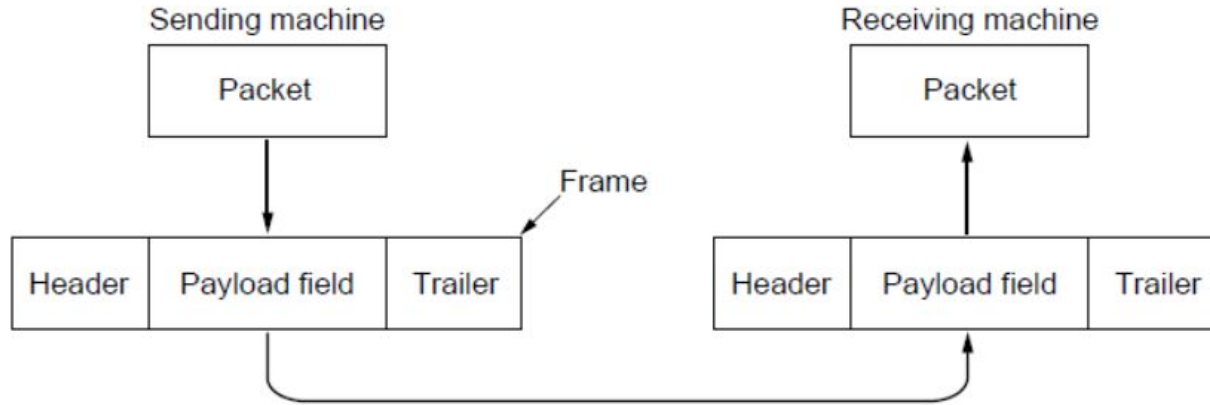 Sending machine
Receiving machine
Packet
Packet
Frame
Header
Payload field
Trailer
Header
Payload field
Trailer